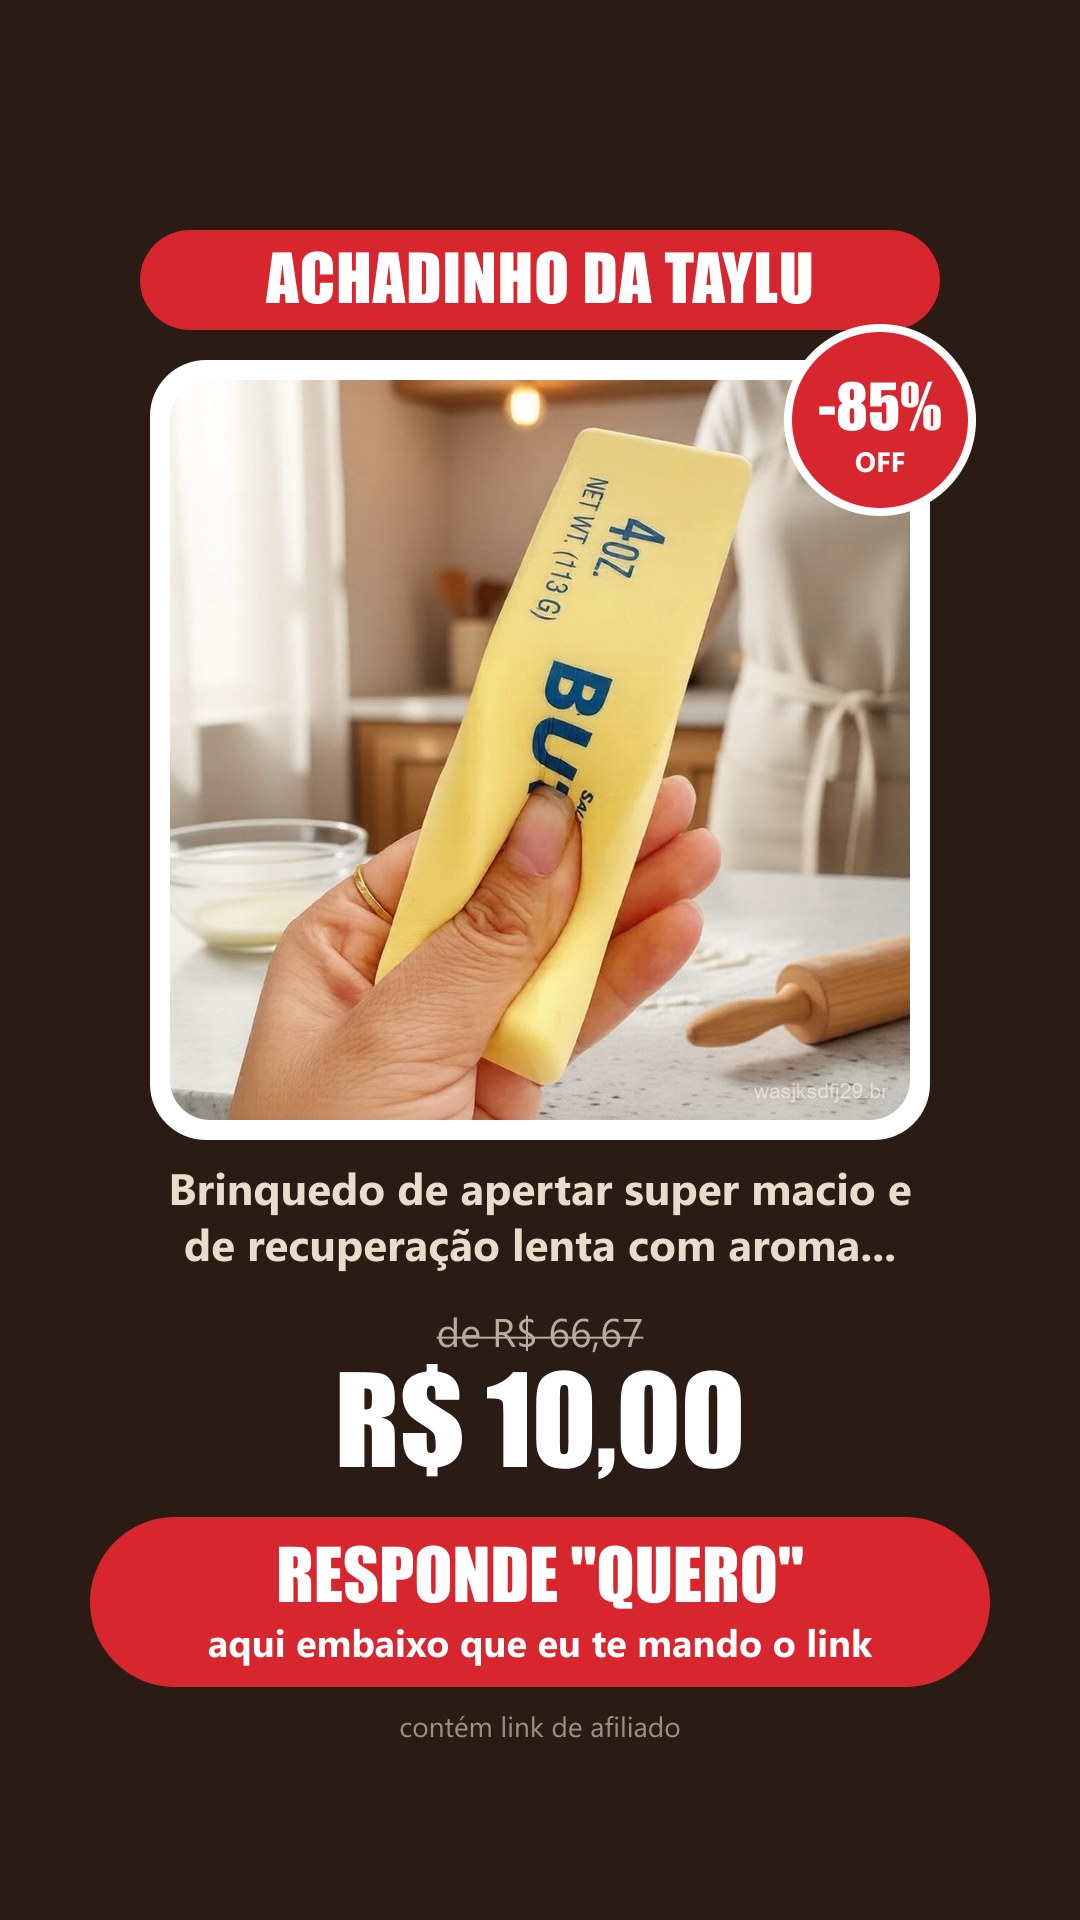 ACHADINHO DA TAYLU
-85%
OFF
4 OZ.
NET WT. (113 G)
wasjksdfj29.br
Brinquedo de apertar super macio e
de recuperação lenta com aroma...
de R$ 66,67
R$ 10,00
RESPONDE "QUERO"
aqui embaixo que eu te mando o link
contém link de afiliado